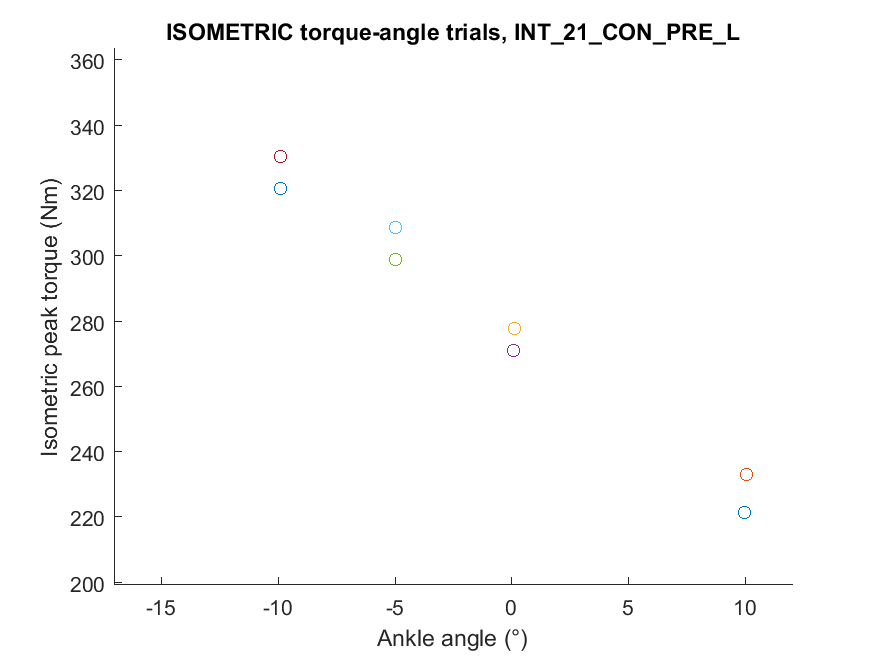 ISOMETRIC torque-angle trials, INT_21_CON_PRE_L
360
340
320
300
280
260
240
220
200
Isometric peak torque (Nm)
-15 -10 -5 0 5 10
Ankle angle (°)